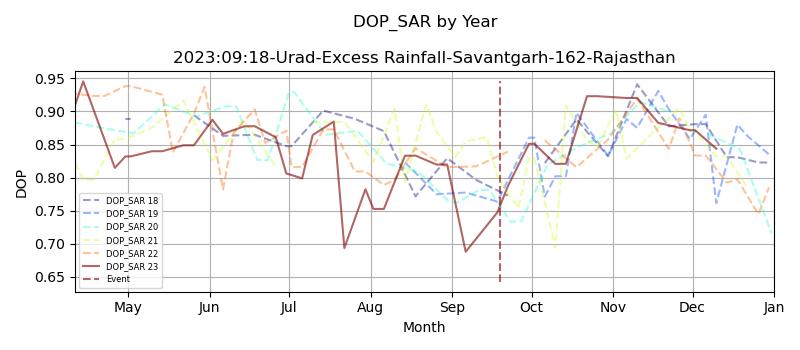 DOP_SAR by Year
2023:09:18-Urad-Excess Rainfall-Savantgarh-162-Rajasthan
0.95
0.90
0.85
0.80
0.75
0.70
0.65
DOP
DOP_SAR 18
DOP_SAR 19
DOP_SAR 20
DOP_SAR 21
DOP_SAR 22
DOP_SAR 23
Event
May Jun Jul Aug Sep Oct Nov Dec Jan
Month